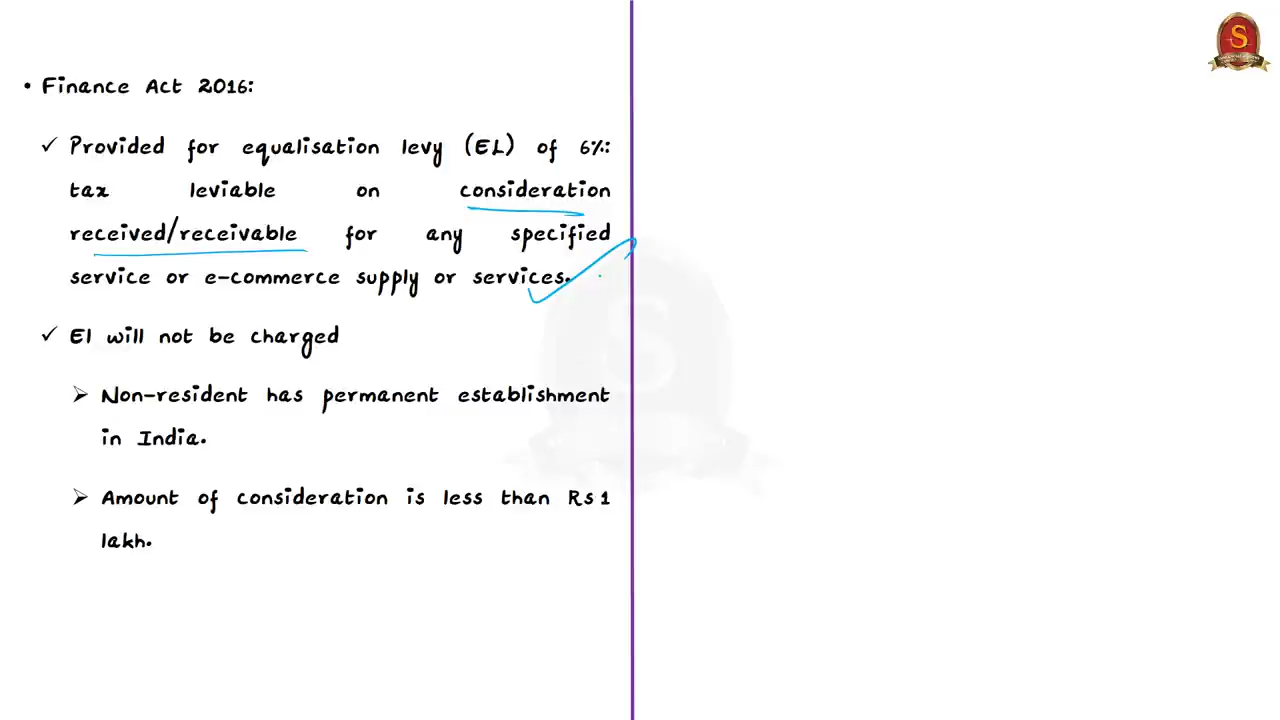 • Finance Act 2016:
✓ Provided for equalisation levy (EL) of 6%:
tax leviable on consideration
received/receivable for any specified
service or e-commerce supply or services.
✓ El will not be charged
➢ Non-resident has permanent establishment
in India.
➢ Amount of consideration is less than Rs 1
lakh.
S